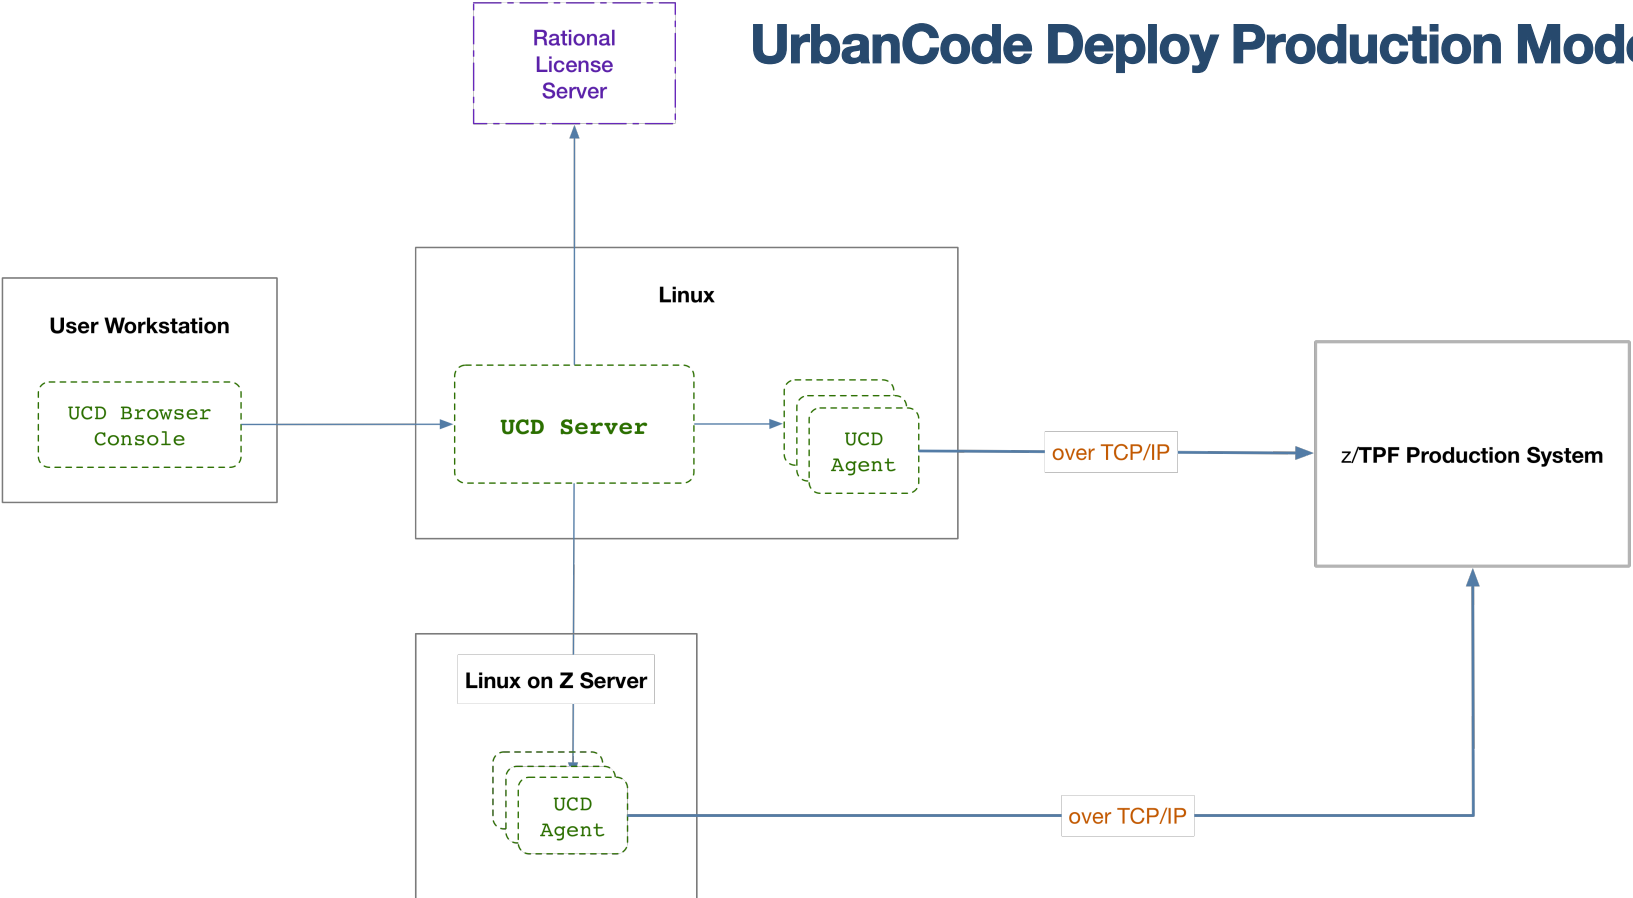 UrbanCode Deploy Production Mod
Rational
License
Server
Linux
User Workstation
UCD Browser
Console
UCD Server
UCD
Agent
over TCP/IP
z/TPF Production System
Linux on Z Server
UCD
Agent
over TCP/IP